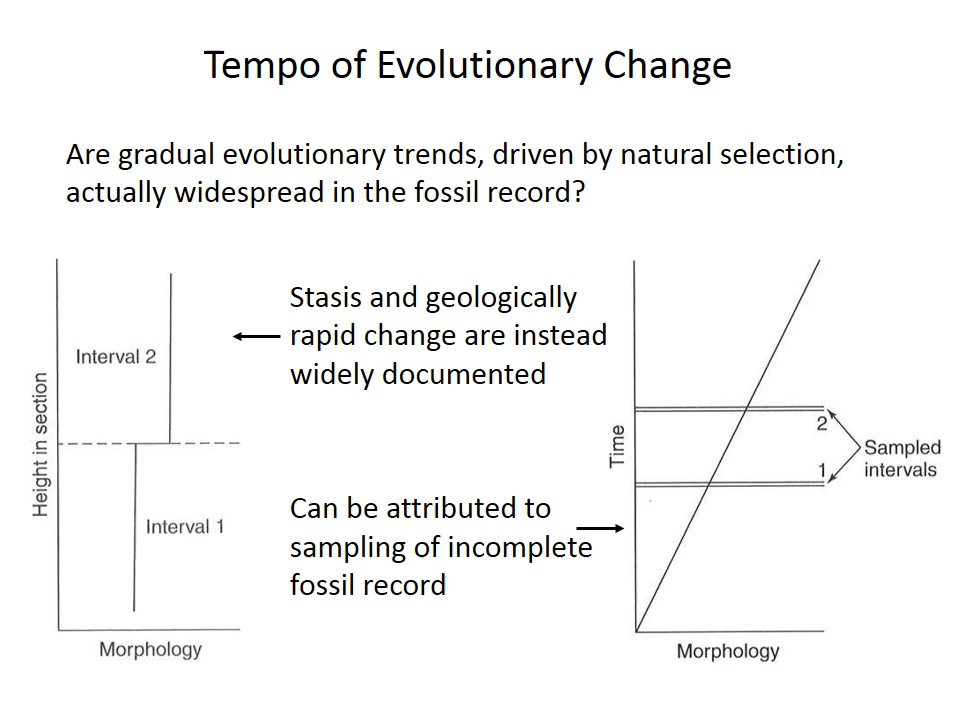 Tempo of Evolutionary Change
Are gradual evolutionary trends, driven by natural selection,
actually widespread in the fossil record?
Height in section
Interval 2
Interval 1
Morphology
Stasis and geologically
rapid change are instead
widely documented
Can be attributed to
sampling of incomplete
fossil record
Time
2
1
Sampled
intervals
Morphology